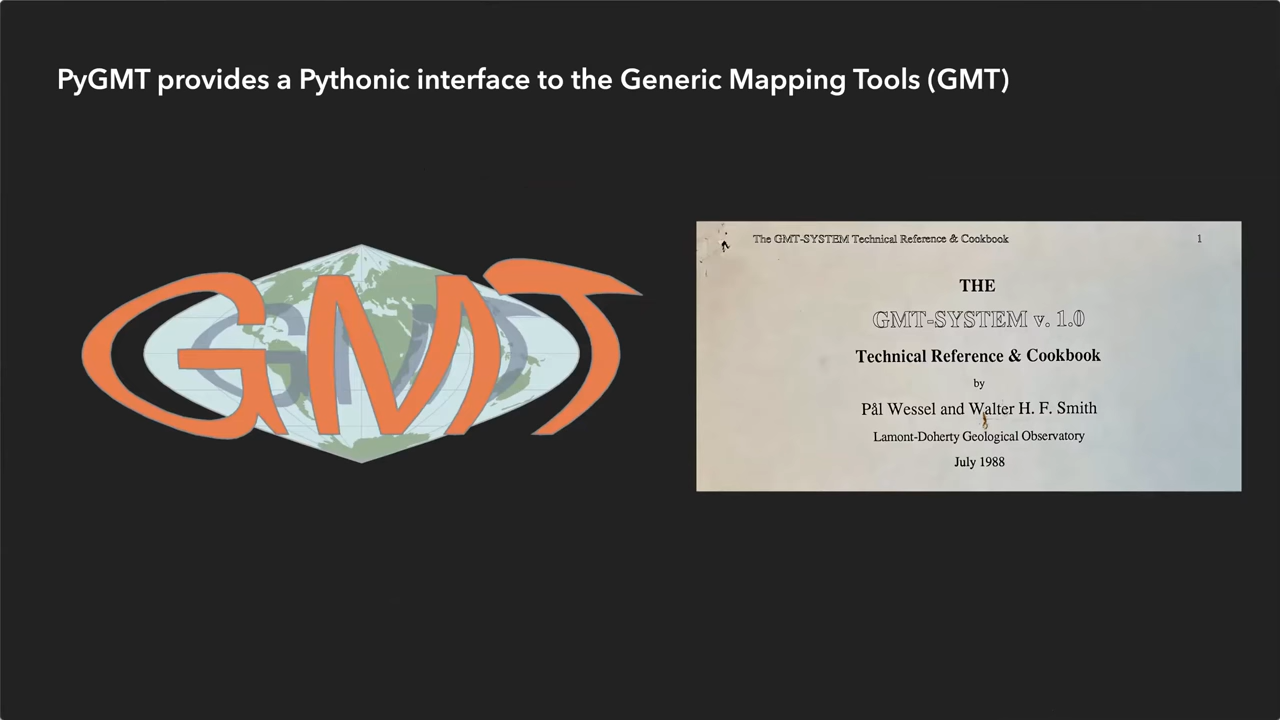 PyGMT provides a Pythonic interface to the Generic Mapping Tools (GMT)
GMT
The GMT-SYSTEM Technical Reference & Cookbook 1
THE
GMT-SYSTEM v. 1.0
Technical Reference & Cookbook
by
Pål Wessel and Walter H. F. Smith
Lamont-Doherty Geological Observatory
July 1988